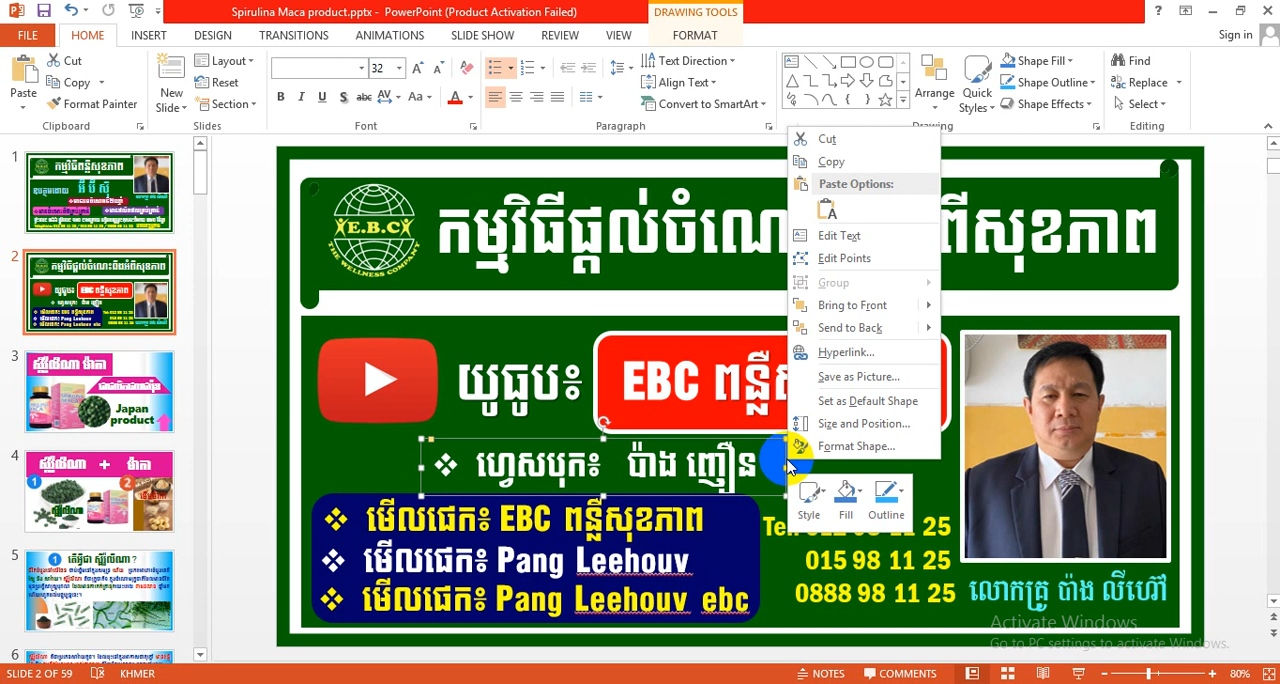 Spirulina Maca product.pptx - PowerPoint (Product Activation Failed)
DRAWING TOOLS
FILE HOME INSERT DESIGN TRANSITIONS ANIMATIONS SLIDE SHOW REVIEW VIEW FORMAT
Sign in
Paste
Cut
Copy
Format Painter
Clipboard
New Slide
Layout
Reset
Section
Slides
32
Font
Text Direction
Align Text
Convert to SmartArt
Paragraph
Arrange
Quick Styles
Shape Fill
Shape Outline
Shape Effects
Drawing
Find
Replace
Select
Editing
Cut
Copy
Paste Options:
Edit Text
Edit Points
Group
Bring to Front
Send to Back
Hyperlink...
Save as Picture...
Set as Default Shape
Size and Position...
Format Shape...
Style Fill Outline
1
2
3
Japan product
4
5
6
E.B.C
THE WELLNESS COMPANY
កម្មវិធីផ្តល់ចំណេ
ពីសុខភាព
យូធូប៖
EBC ពន្លឺ
ហ្វេសបុក៖ ប៉ាង ញឿន
មើលផេក៖ EBC ពន្លឺសុខភាព
មើលផេក៖ Pang Leehouv
មើលផេក៖ Pang Leehouv ebc
015 98 11 25
0888 98 11 25
លោកគ្រូ ប៉ាង លីហ៊ៅ
Activate Windows
Go to PC settings to activate Windows.
SLIDE 2 OF 59
KHMER
NOTES
COMMENTS
80%